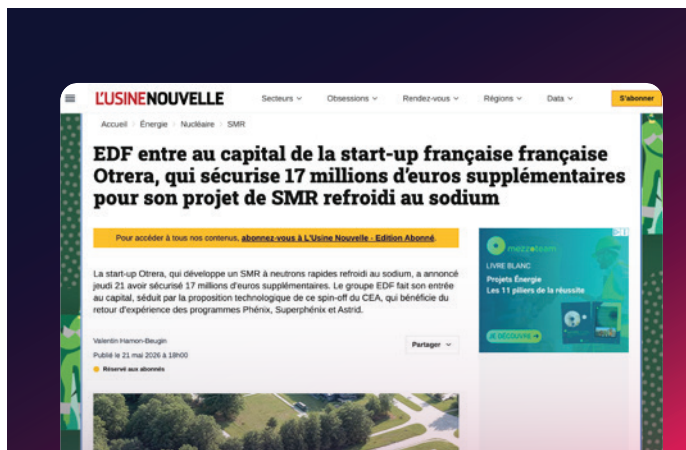 L'USINENOUVELLE
Secteurs Obsessions Rendez-vous Régions Data S'abonner
Accueil Énergie Nucléaire SMR
EDF entre au capital de la start-up française française
Otrera, qui sécurise 17 millions d'euros supplémentaires
pour son projet de SMR refroidi au sodium
Pour accéder à tous nos contenus, abonnez-vous à L'Usine Nouvelle - Edition Abonné.
La start-up Otrera, qui développe un SMR à neutrons rapides refroidi au sodium, a annoncé
jeudi 21 avoir sécurisé 17 millions d'euros supplémentaires. Le groupe EDF fait son entrée
au capital, séduit par la proposition technologique de ce spin-off du CEA, qui bénéficie du
retour d'expérience des programmes Phénix, Superphénix et Astrid.
Valentin Hamon-Beugin
Publié le 21 mai 2026 à 18h00
Réservé aux abonnés
Partager
mezzoteam
LIVRE BLANC
Projets Énergie
Les 11 piliers de la réussite
JE DÉCOUVRE